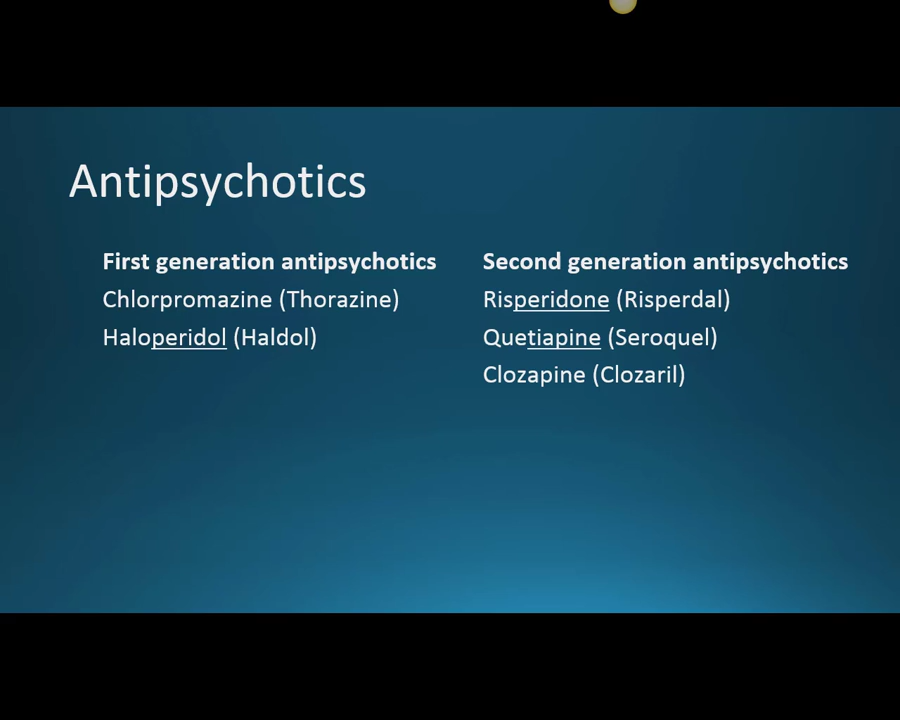 Antipsychotics
First generation antipsychotics
Chlorpromazine (Thorazine)
Haloperidol (Haldol)
Second generation antipsychotics
Risperidone (Risperdal)
Quetiapine (Seroquel)
Clozapine (Clozaril)